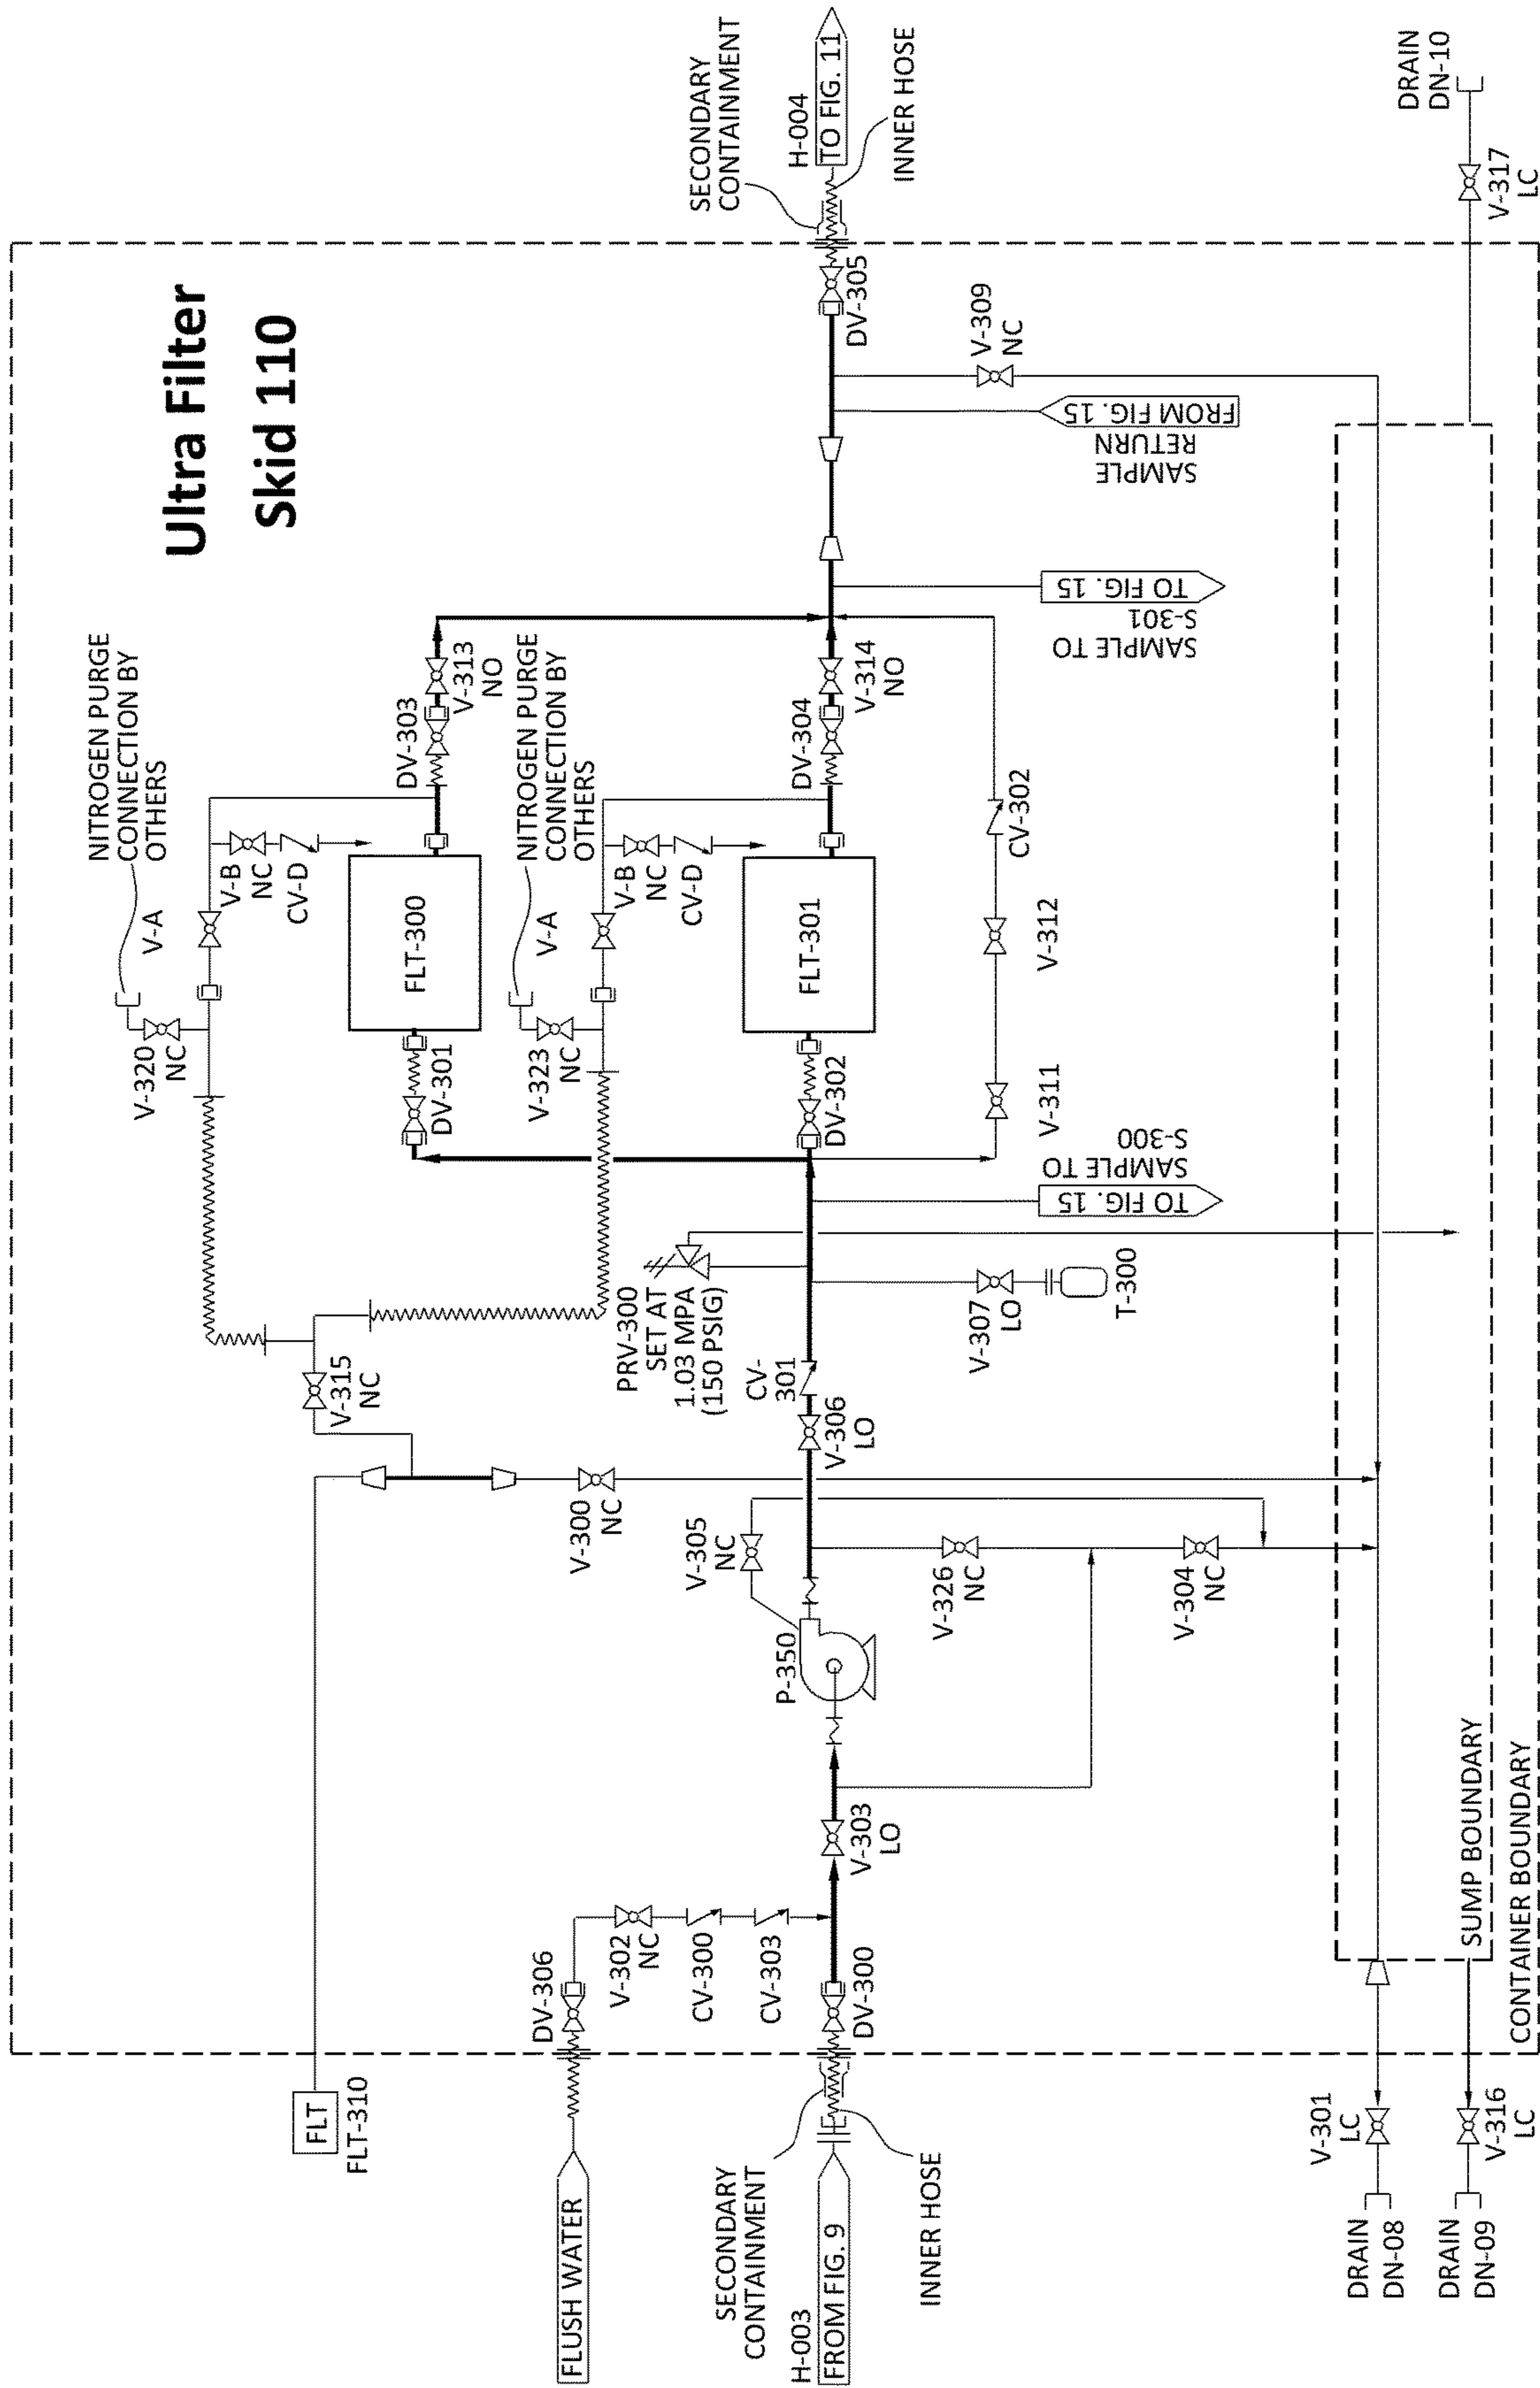 Ultra Filter
Skid 110
NITROGEN PURGE
CONNECTION BY
OTHERS
V-A
V-320
NC
V-B
NC
CV-D
FLT-300
DV-301
DV-303
V-313
NO
NITROGEN PURGE
CONNECTION BY
OTHERS
V-A
V-323
NC
V-B
NC
CV-D
FLT-301
DV-302
DV-304
V-314
NO
V-311
V-312
CV-302
FLT
FLT-310
V-315
NC
V-300
NC
FLUSH WATER
DV-306
V-302
NC
CV-300
CV-303
SECONDARY
CONTAINMENT
H-003
FROM FIG. 9
INNER HOSE
DV-300
V-303
LO
P-350
V-305
NC
V-326
NC
V-304
NC
V-306
LO
CV-
301
PRV-300
SET AT
1.03 MPA
(150 PSIG)
V-307
LO
T-300
SAMPLE TO
S-300
TO FIG. 15
SAMPLE TO
S-301
TO FIG. 15
SAMPLE
RETURN
FROM FIG. 15
V-309
NC
DV-305
SECONDARY
CONTAINMENT
H-004
TO FIG. 11
INNER HOSE
DRAIN
DN-10
V-317
LC
SUMP BOUNDARY
CONTAINER BOUNDARY
V-301
LC
DRAIN
DN-08
V-316
LC
DRAIN
DN-09